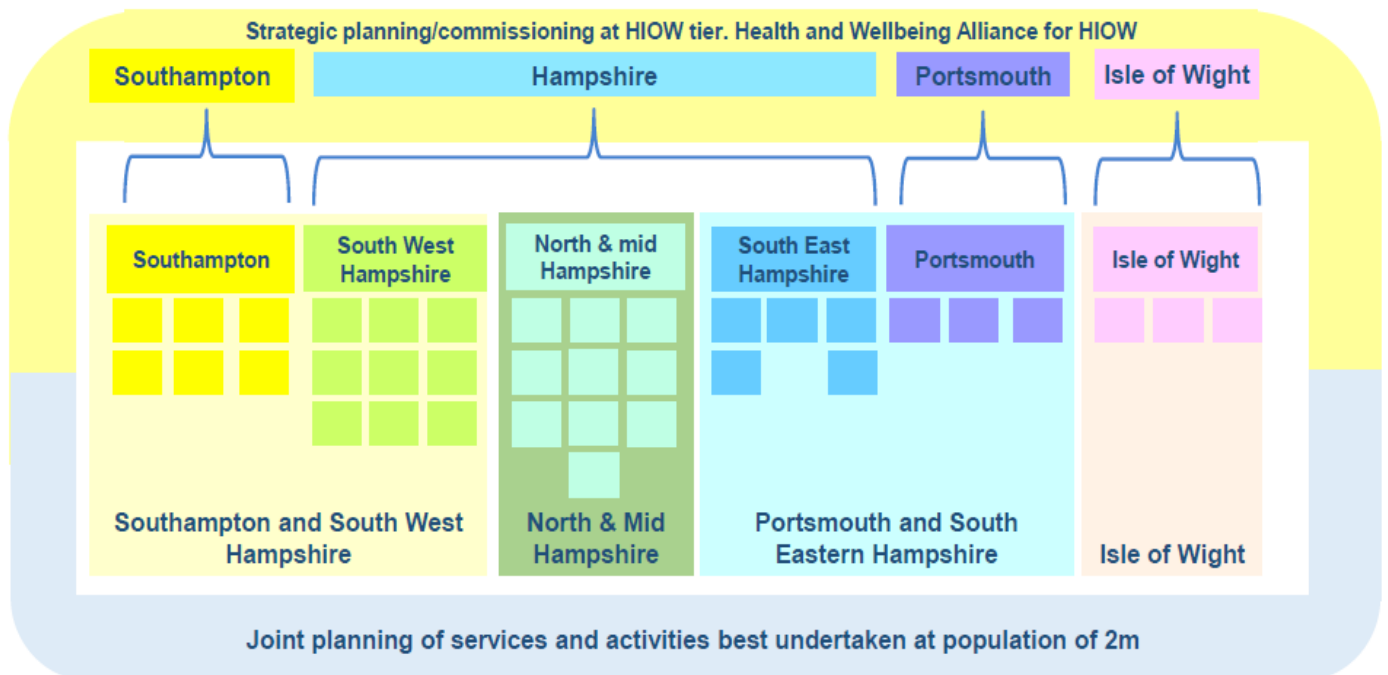 Strategic planning/commissioning at HIOW tier. Health and Wellbeing Alliance for HIOW
Southampton
Hampshire
Portsmouth
Isle of Wight
Southampton
South West
Hampshire
North & mid
Hampshire
South East
Hampshire
Portsmouth
Isle of Wight
Southampton and South West
Hampshire
North & Mid
Hampshire
Portsmouth and South
Eastern Hampshire
Isle of Wight
Joint planning of services and activities best undertaken at population of 2m